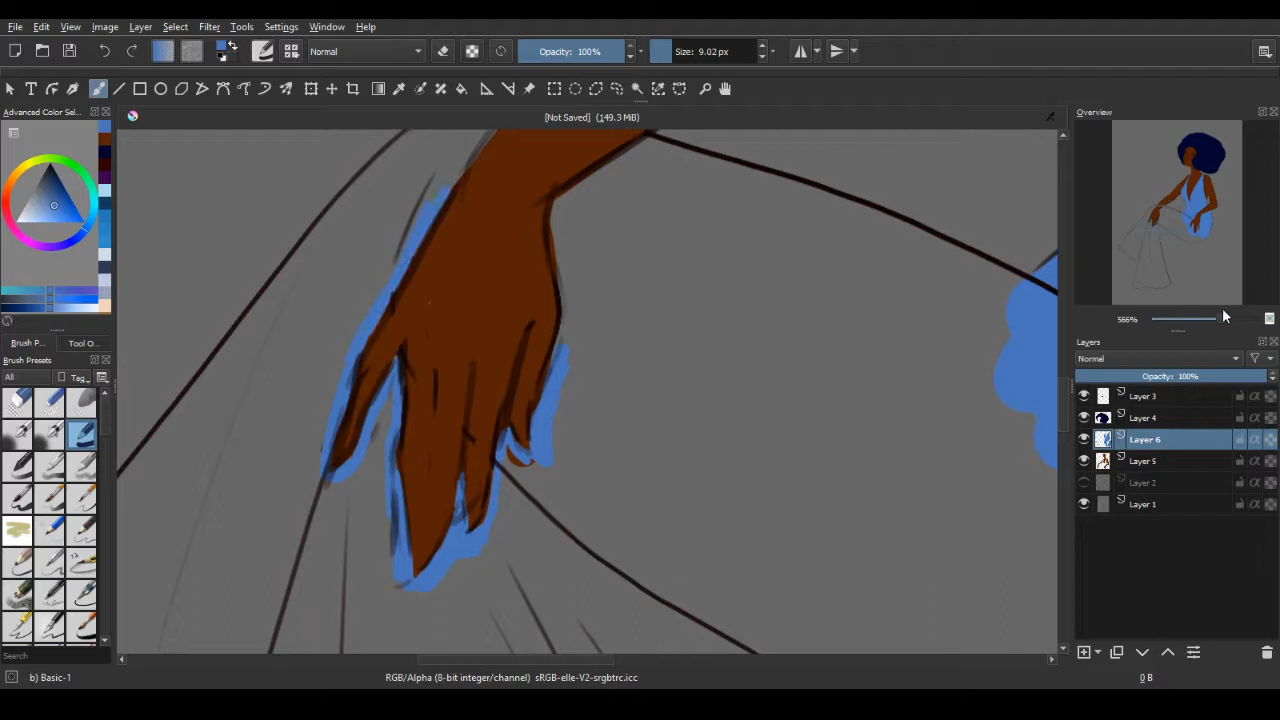 File Edit View Image Layer Select Filter Tools Settings Window Help
Normal Opacity: 100% Size: 9.02 px
Advanced Color Sel...
[Not Saved] (149.3 MiB)
Overview
566%
Brush P... Tool O...
Brush Presets
All Tag
Search
Layers
Normal
Opacity: 100%
Layer 3
Layer 4
Layer 6
Layer 5
Layer 2
Layer 1
b) Basic-1 RGB/Alpha (8-bit integer/channel) sRGB-elle-V2-srgbtrc.icc 0 B